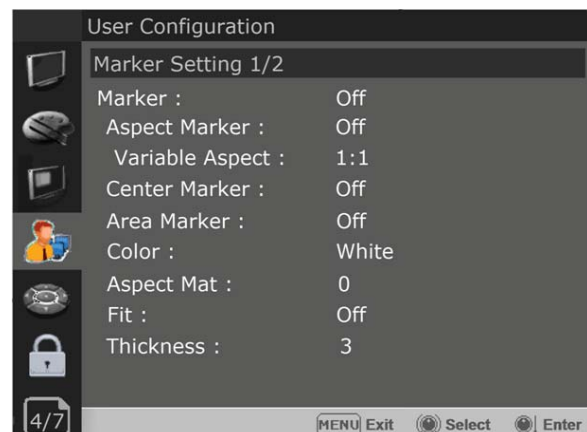 User Configuration
Marker Setting 1/2
Marker : Off
Aspect Marker : Off
Variable Aspect : 1:1
Center Marker : Off
Area Marker : Off
Color : White
Aspect Mat : 0
Fit : Off
Thickness : 3
4/7
MENU Exit Select Enter